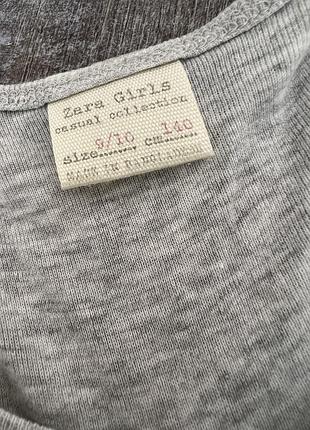 Zara Girls
casual collection
size 9/10 cm 140
MADE IN BANGLADESH